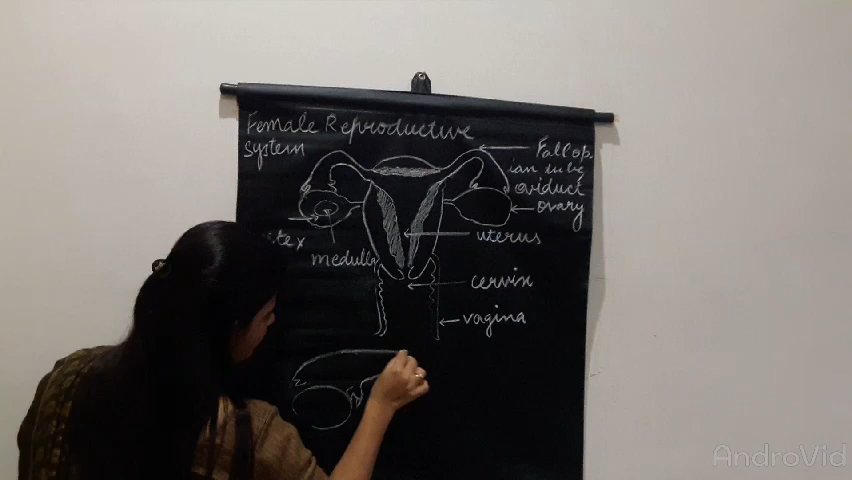 Female Reproductive
system
Fallop
ian tube
oviduct
ovary
uterus
medulla
cervix
vagina
AndroVid